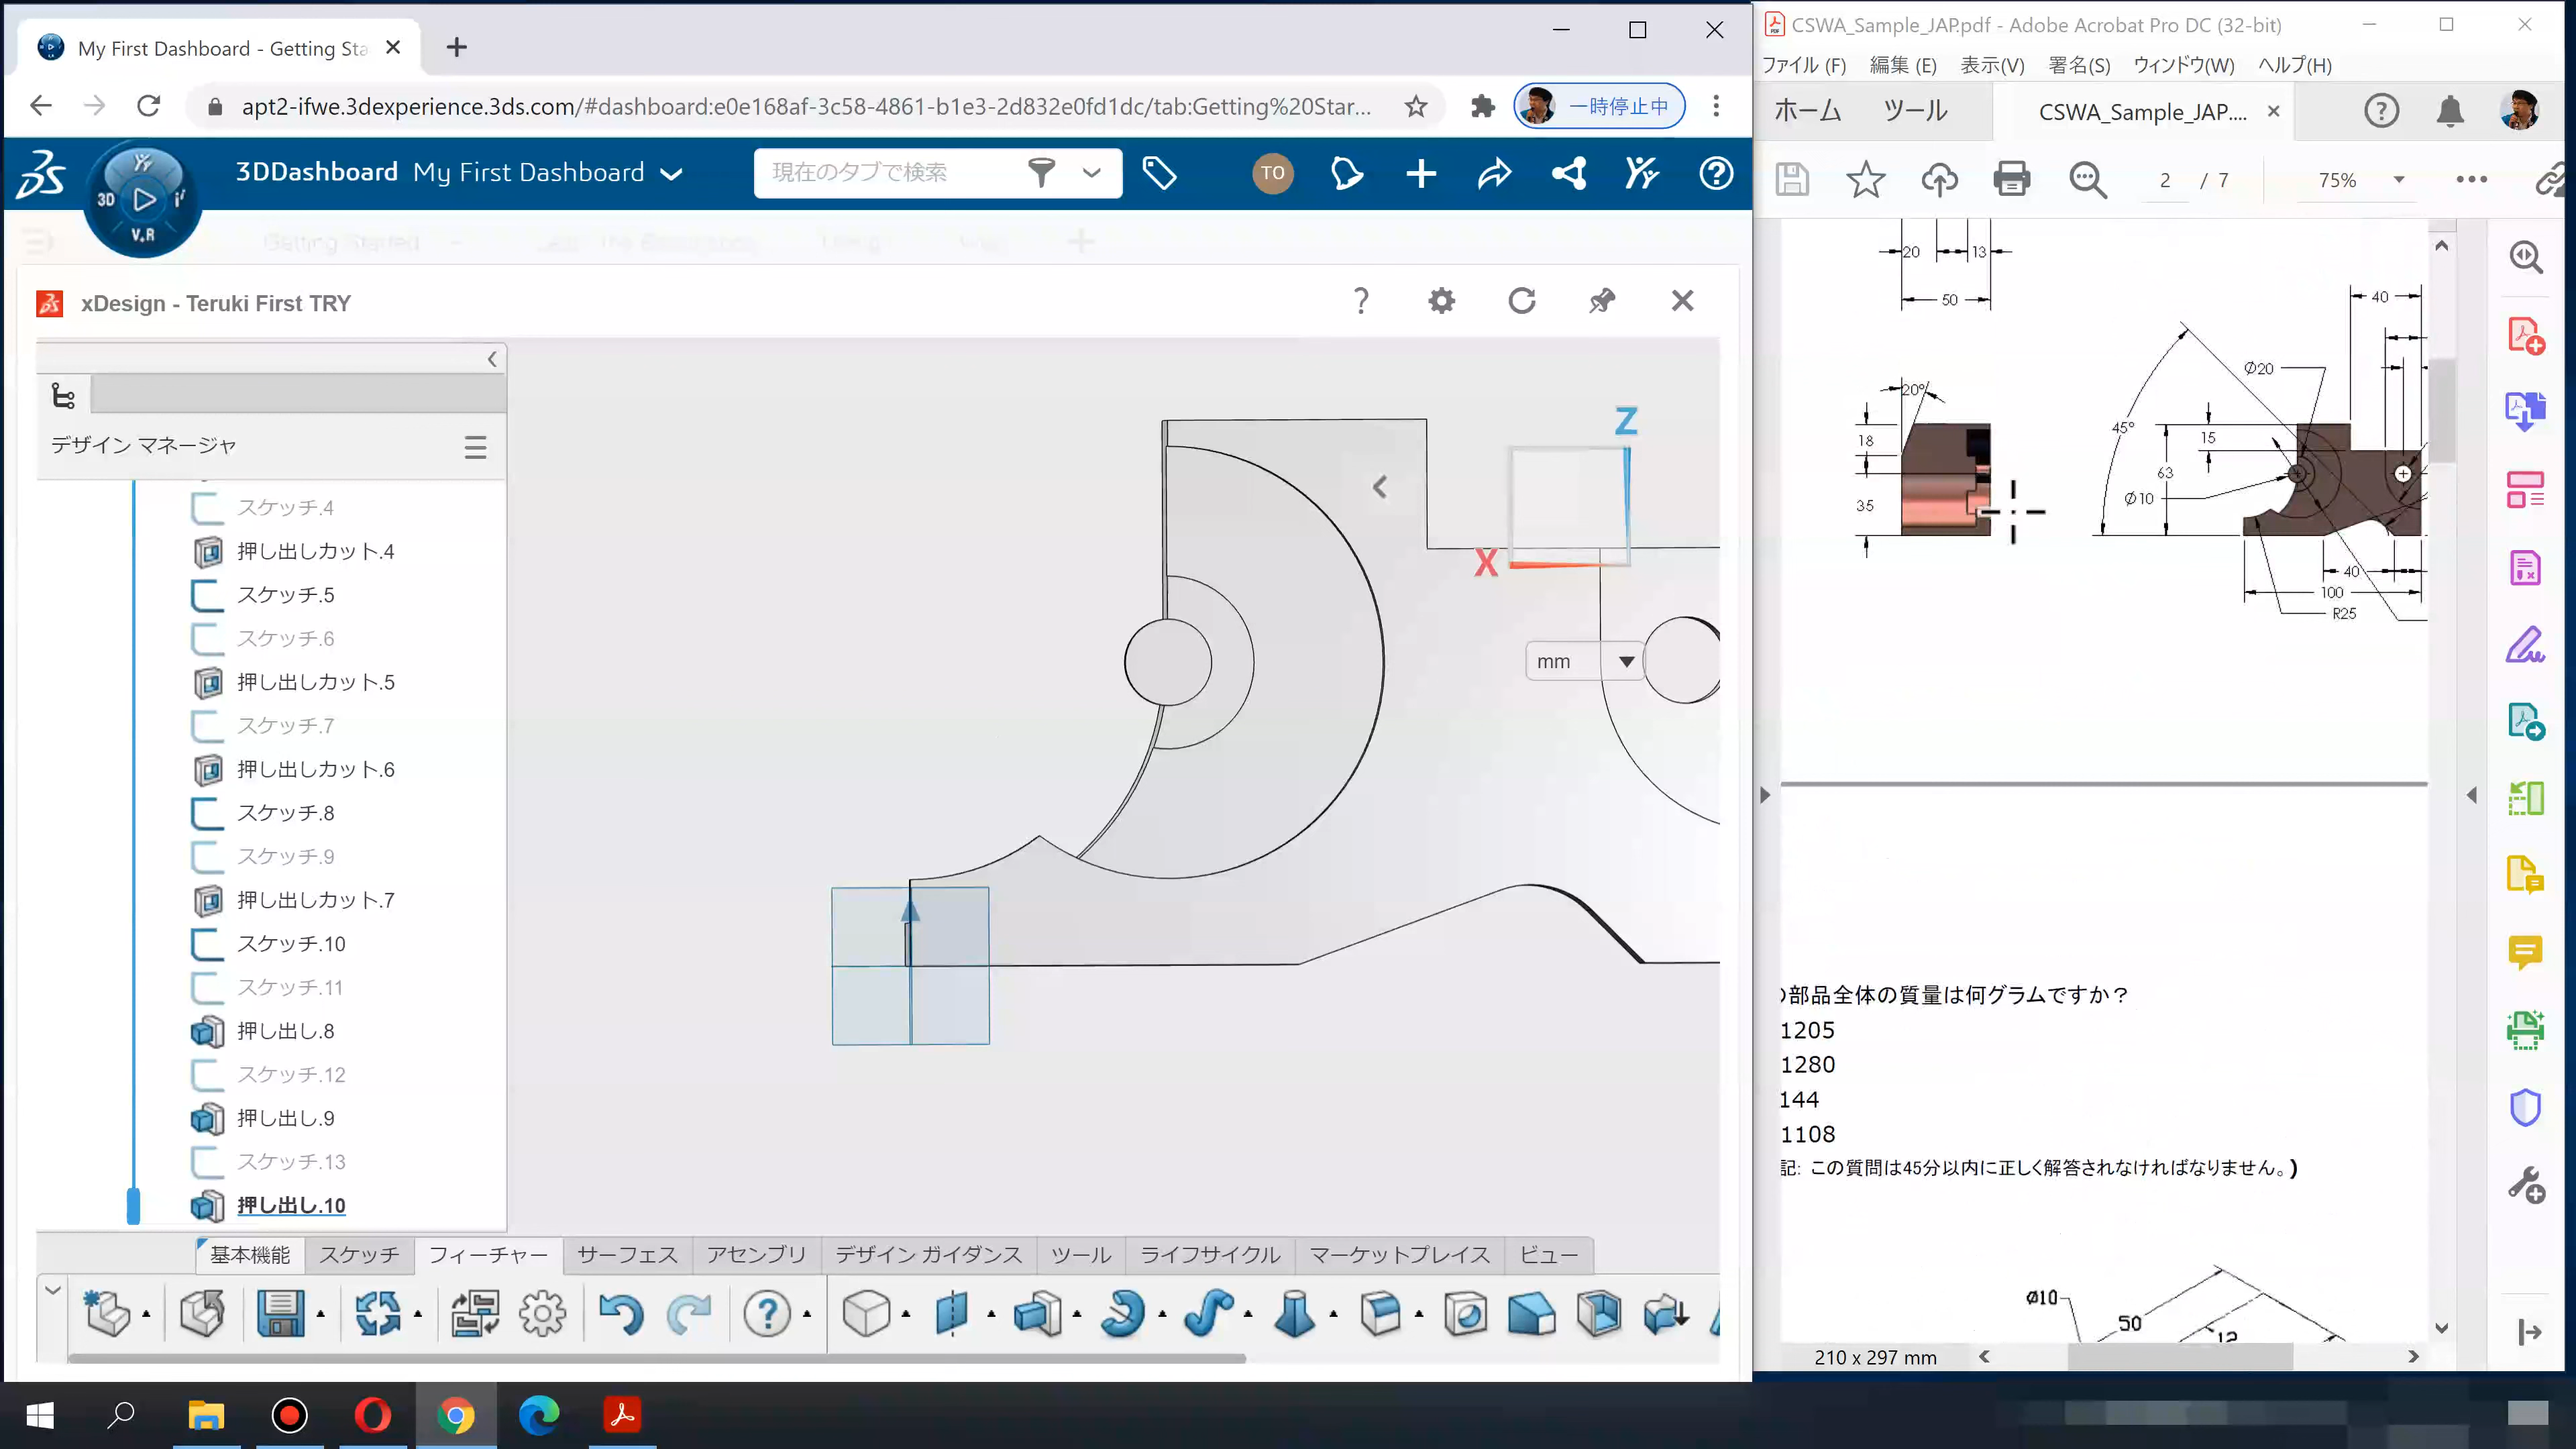 My First Dashboard - Getting Sta
apt2-ifwe.3dexperience.3ds.com/#dashboard:e0e168af-3c58-4861-b1e3-2d832e0fd1dc/tab:Getting%20Star...
一時停止中
3D
V.R
3DDashboard My First Dashboard
現在のタブで検索
TO
Getting Started
xDesign - Teruki First TRY
デザイン マネージャ
スケッチ.4
押し出しカット.4
スケッチ.5
スケッチ.6
押し出しカット.5
スケッチ.7
押し出しカット.6
スケッチ.8
スケッチ.9
押し出しカット.7
スケッチ.10
スケッチ.11
押し出し.8
スケッチ.12
押し出し.9
スケッチ.13
押し出し.10
Z
X
mm
基本機能 スケッチ フィーチャー サーフェス アセンブリ デザイン ガイダンス ツール ライフサイクル マーケットプレイス ビュー
CSWA_Sample_JAP.pdf - Adobe Acrobat Pro DC (32-bit)
ファイル (F) 編集 (E) 表示(V) 署名(S) ウィンドウ(W) ヘルプ(H)
ホーム ツール CSWA_Sample_JAP....
2 / 7 75%
20 13
50
40
20°
18
35
45°
63
15
Ø20
Ø10
40
100
R25
部品全体の質量は何グラムですか？
1205
1280
144
1108
記: この質問は45分以内に正しく解答されなければなりません。)
Ø10
50
12
210 x 297 mm